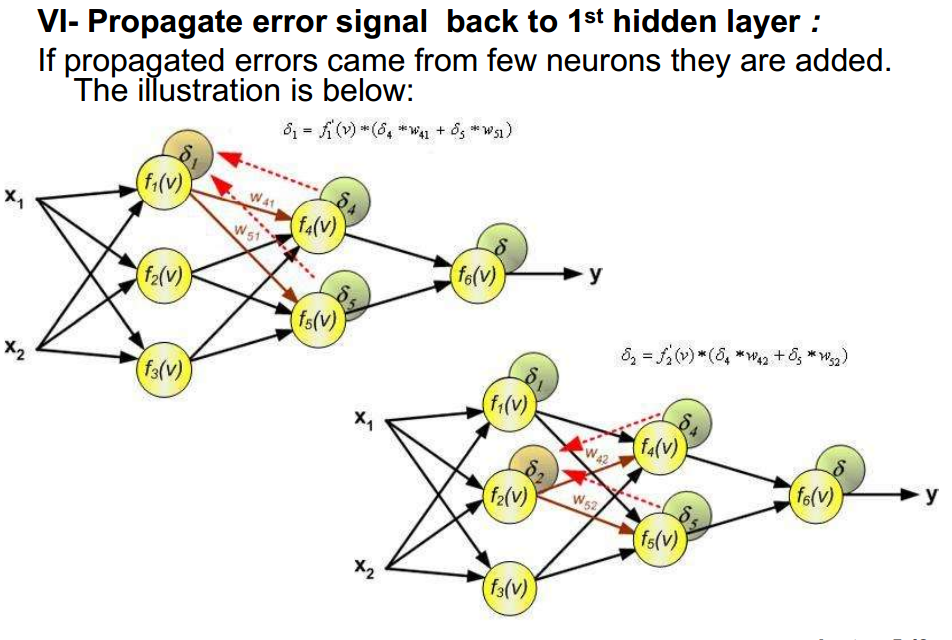 VI- Propagate error signal back to 1st hidden layer :
If propagated errors came from few neurons they are added.
The illustration is below:
δ₁ = f₁'(v) *(δ₄ *w₄₁ + δ₅ *w₅₁)
δ₁
f₁(v)
x₁
w₄₁
δ₄
f₄(v)
w₅₁
δ
f₂(v)
f₆(v)
y
δ₅
f₅(v)
x₂
f₃(v)
δ₂ = f₂'(v) *(δ₄ *w₄₂ + δ₅ *w₅₂)
δ₁
f₁(v)
x₁
δ₄
f₄(v)
w₄₂
δ₂
f₂(v)
w₅₂
δ
f₆(v)
y
δ₅
f₅(v)
x₂
f₃(v)